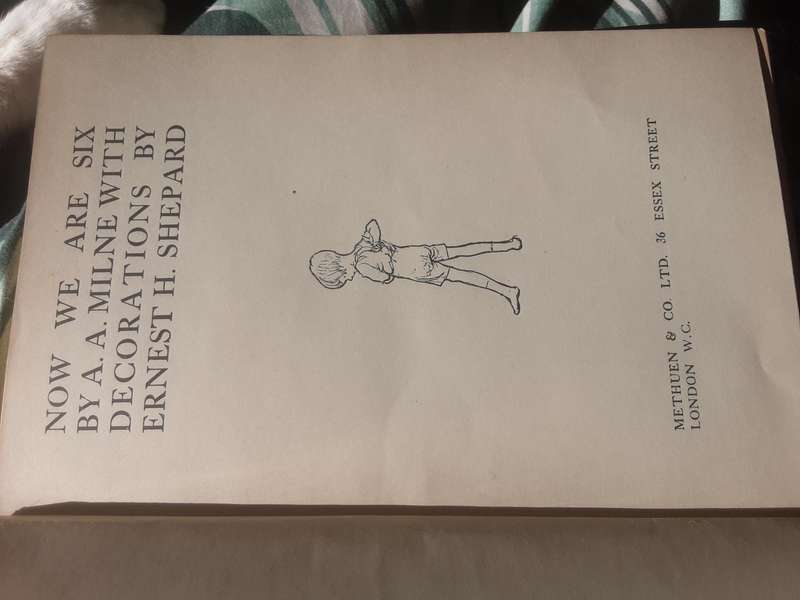 NOW WE ARE SIX
BY A. A. MILNE WITH
DECORATIONS BY
ERNEST H. SHEPARD
METHUEN & CO. LTD. 36 ESSEX STREET
LONDON W.C.